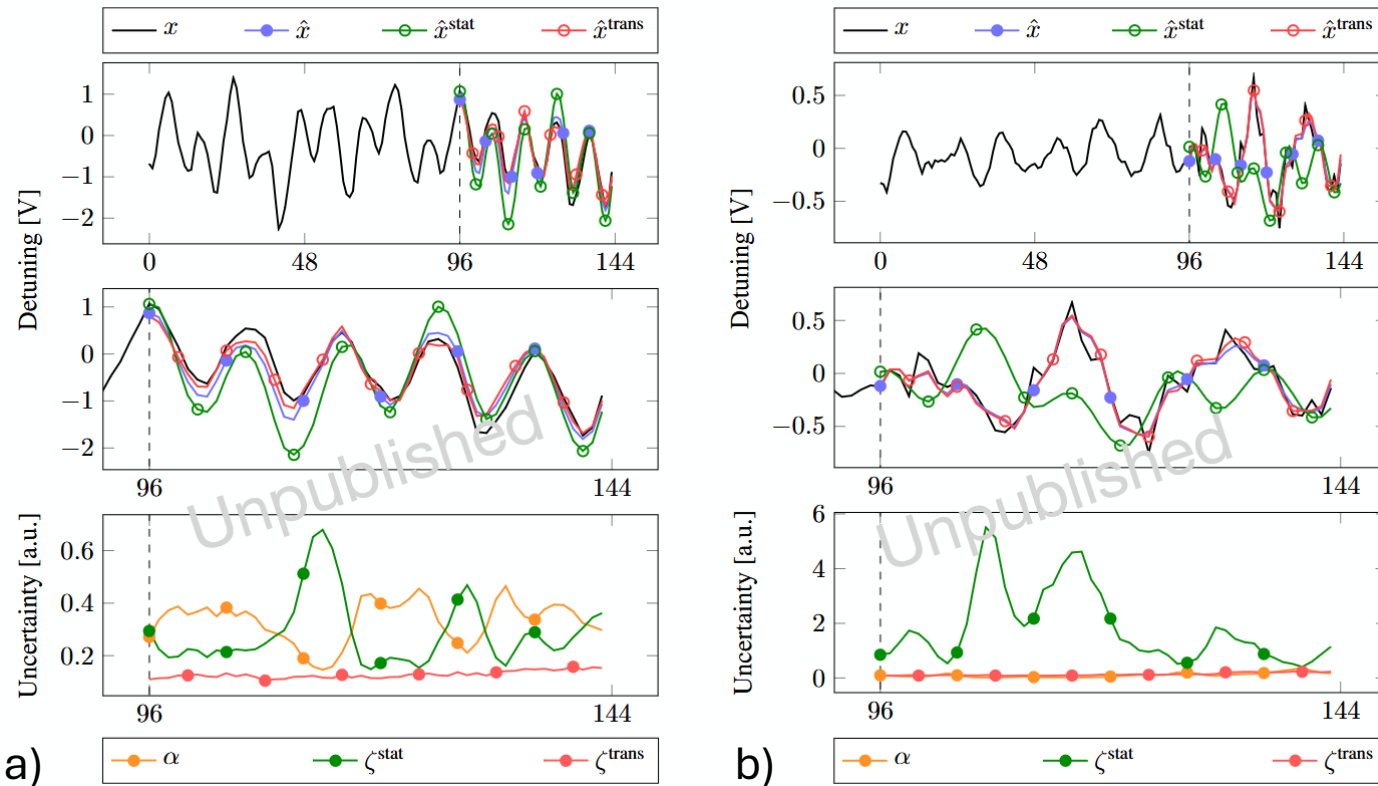 x x̂ x̂stat x̂trans
Detuning [V]
1
0
−1
−2
0 48 96 144
1
0
−1
−2
96 144
Unpublished
Uncertainty [a.u.]
0.6
0.4
0.2
96 144
α ζstat ζtrans
a)
x x̂ x̂stat x̂trans
Detuning [V]
0.5
0
−0.5
0 48 96 144
0.5
0
−0.5
96 144
Unpublished
Uncertainty [a.u.]
6
4
2
0
96 144
α ζstat ζtrans
b)